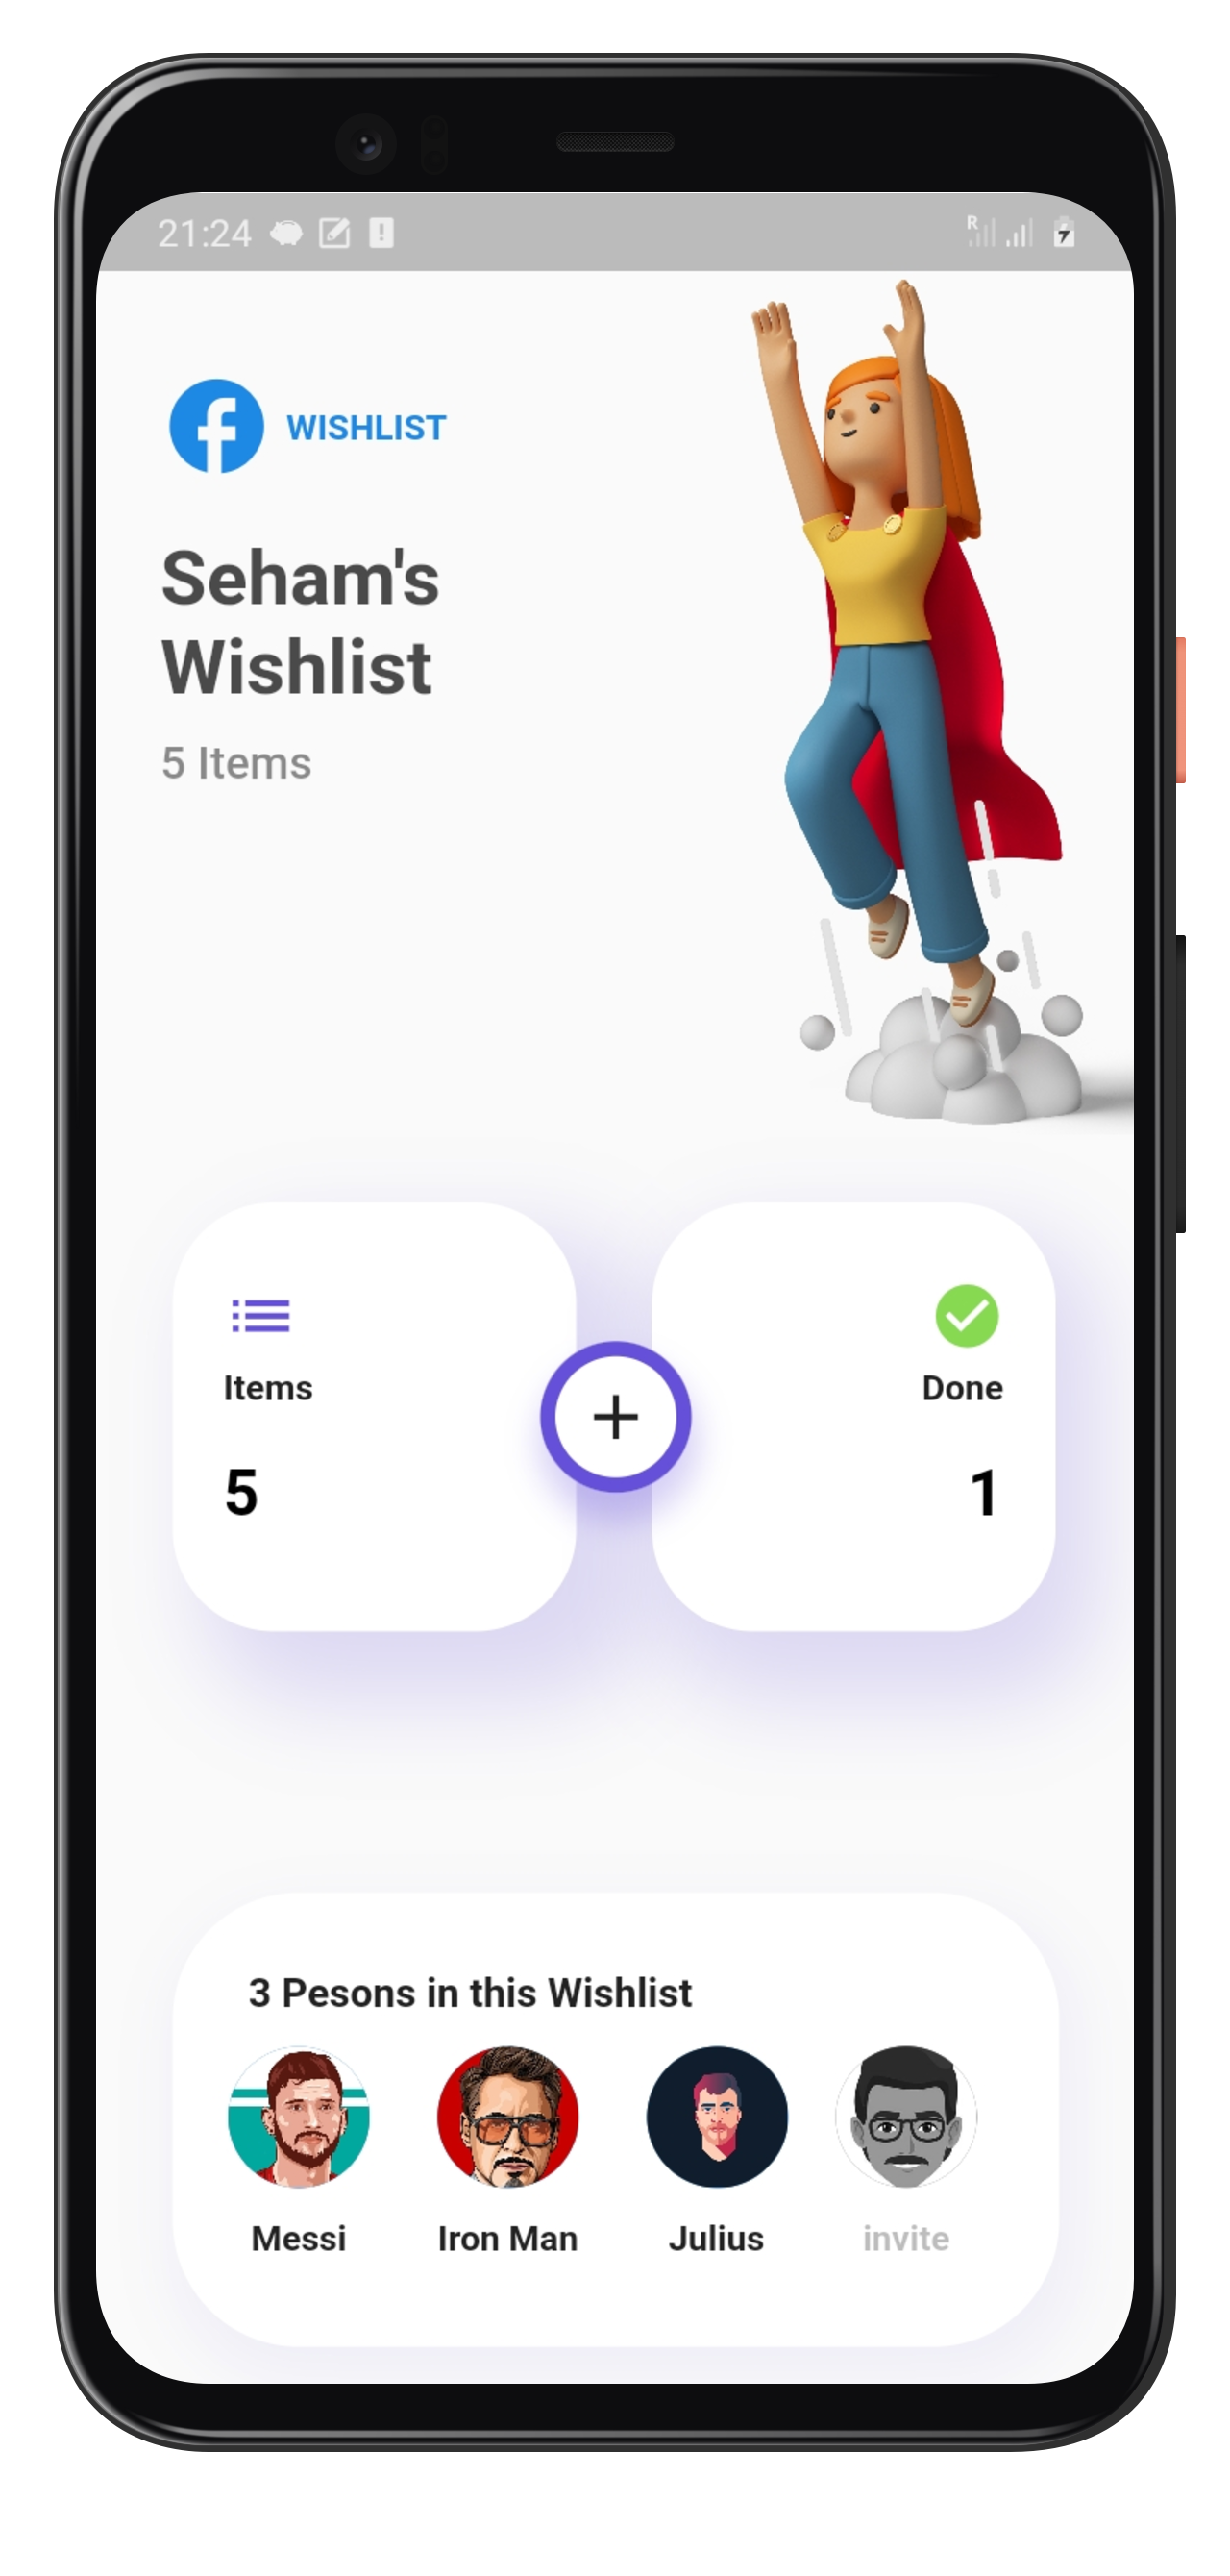 21:24
R
WISHLIST
Seham's
Wishlist
5 Items
Items
Done
5
1
3 Pesons in this Wishlist
Messi
Iron Man
Julius
invite